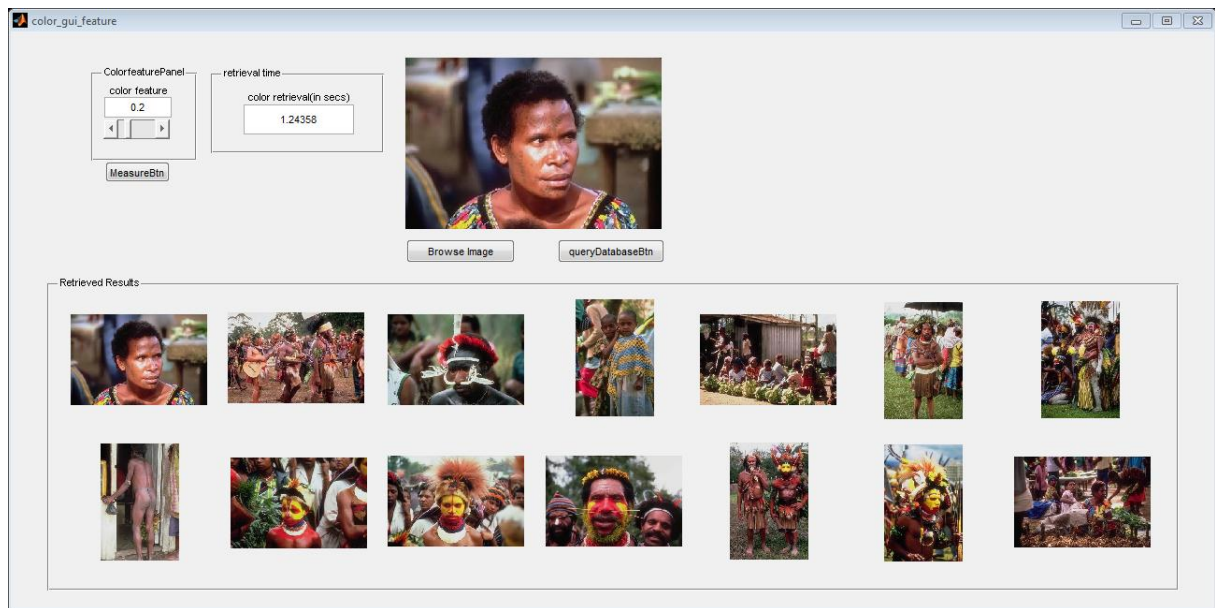 color_gui_feature
ColorfeaturePanel
color feature
0.2
MeasureBtn
retrieval time
color retrieval(in secs)
1.24358
Browse Image
queryDatabaseBtn
Retrieved Results